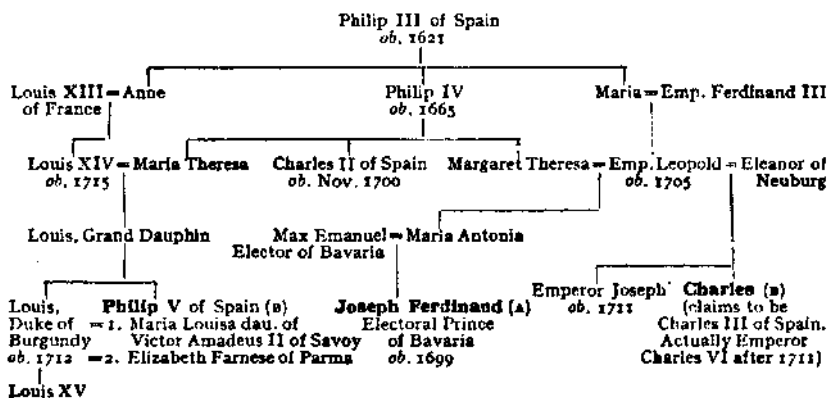 Philip III of Spain
ob. 1621
Louis XIII = Anne
of France
Philip IV
ob. 1665
Maria = Emp. Ferdinand III
Louis XIV = Maria Theresa
ob. 1715
Charles II of Spain
ob. Nov. 1700
Margaret Theresa = Emp. Leopold = Eleanor of
ob. 1705 Neuburg
Louis, Grand Dauphin
Max Emanuel = Maria Antonia
Elector of Bavaria
Louis,
Duke of
Burgundy
ob. 1712
Louis XV
Philip V of Spain (B)
= 1. Maria Louisa dau. of
Victor Amadeus II of Savoy
= 2. Elizabeth Farnese of Parma
Joseph Ferdinand (A)
Electoral Prince
of Bavaria
ob. 1699
Emperor Joseph
ob. 1711
Charles (B)
(claims to be
Charles III of Spain.
Actually Emperor
Charles VI after 1711)